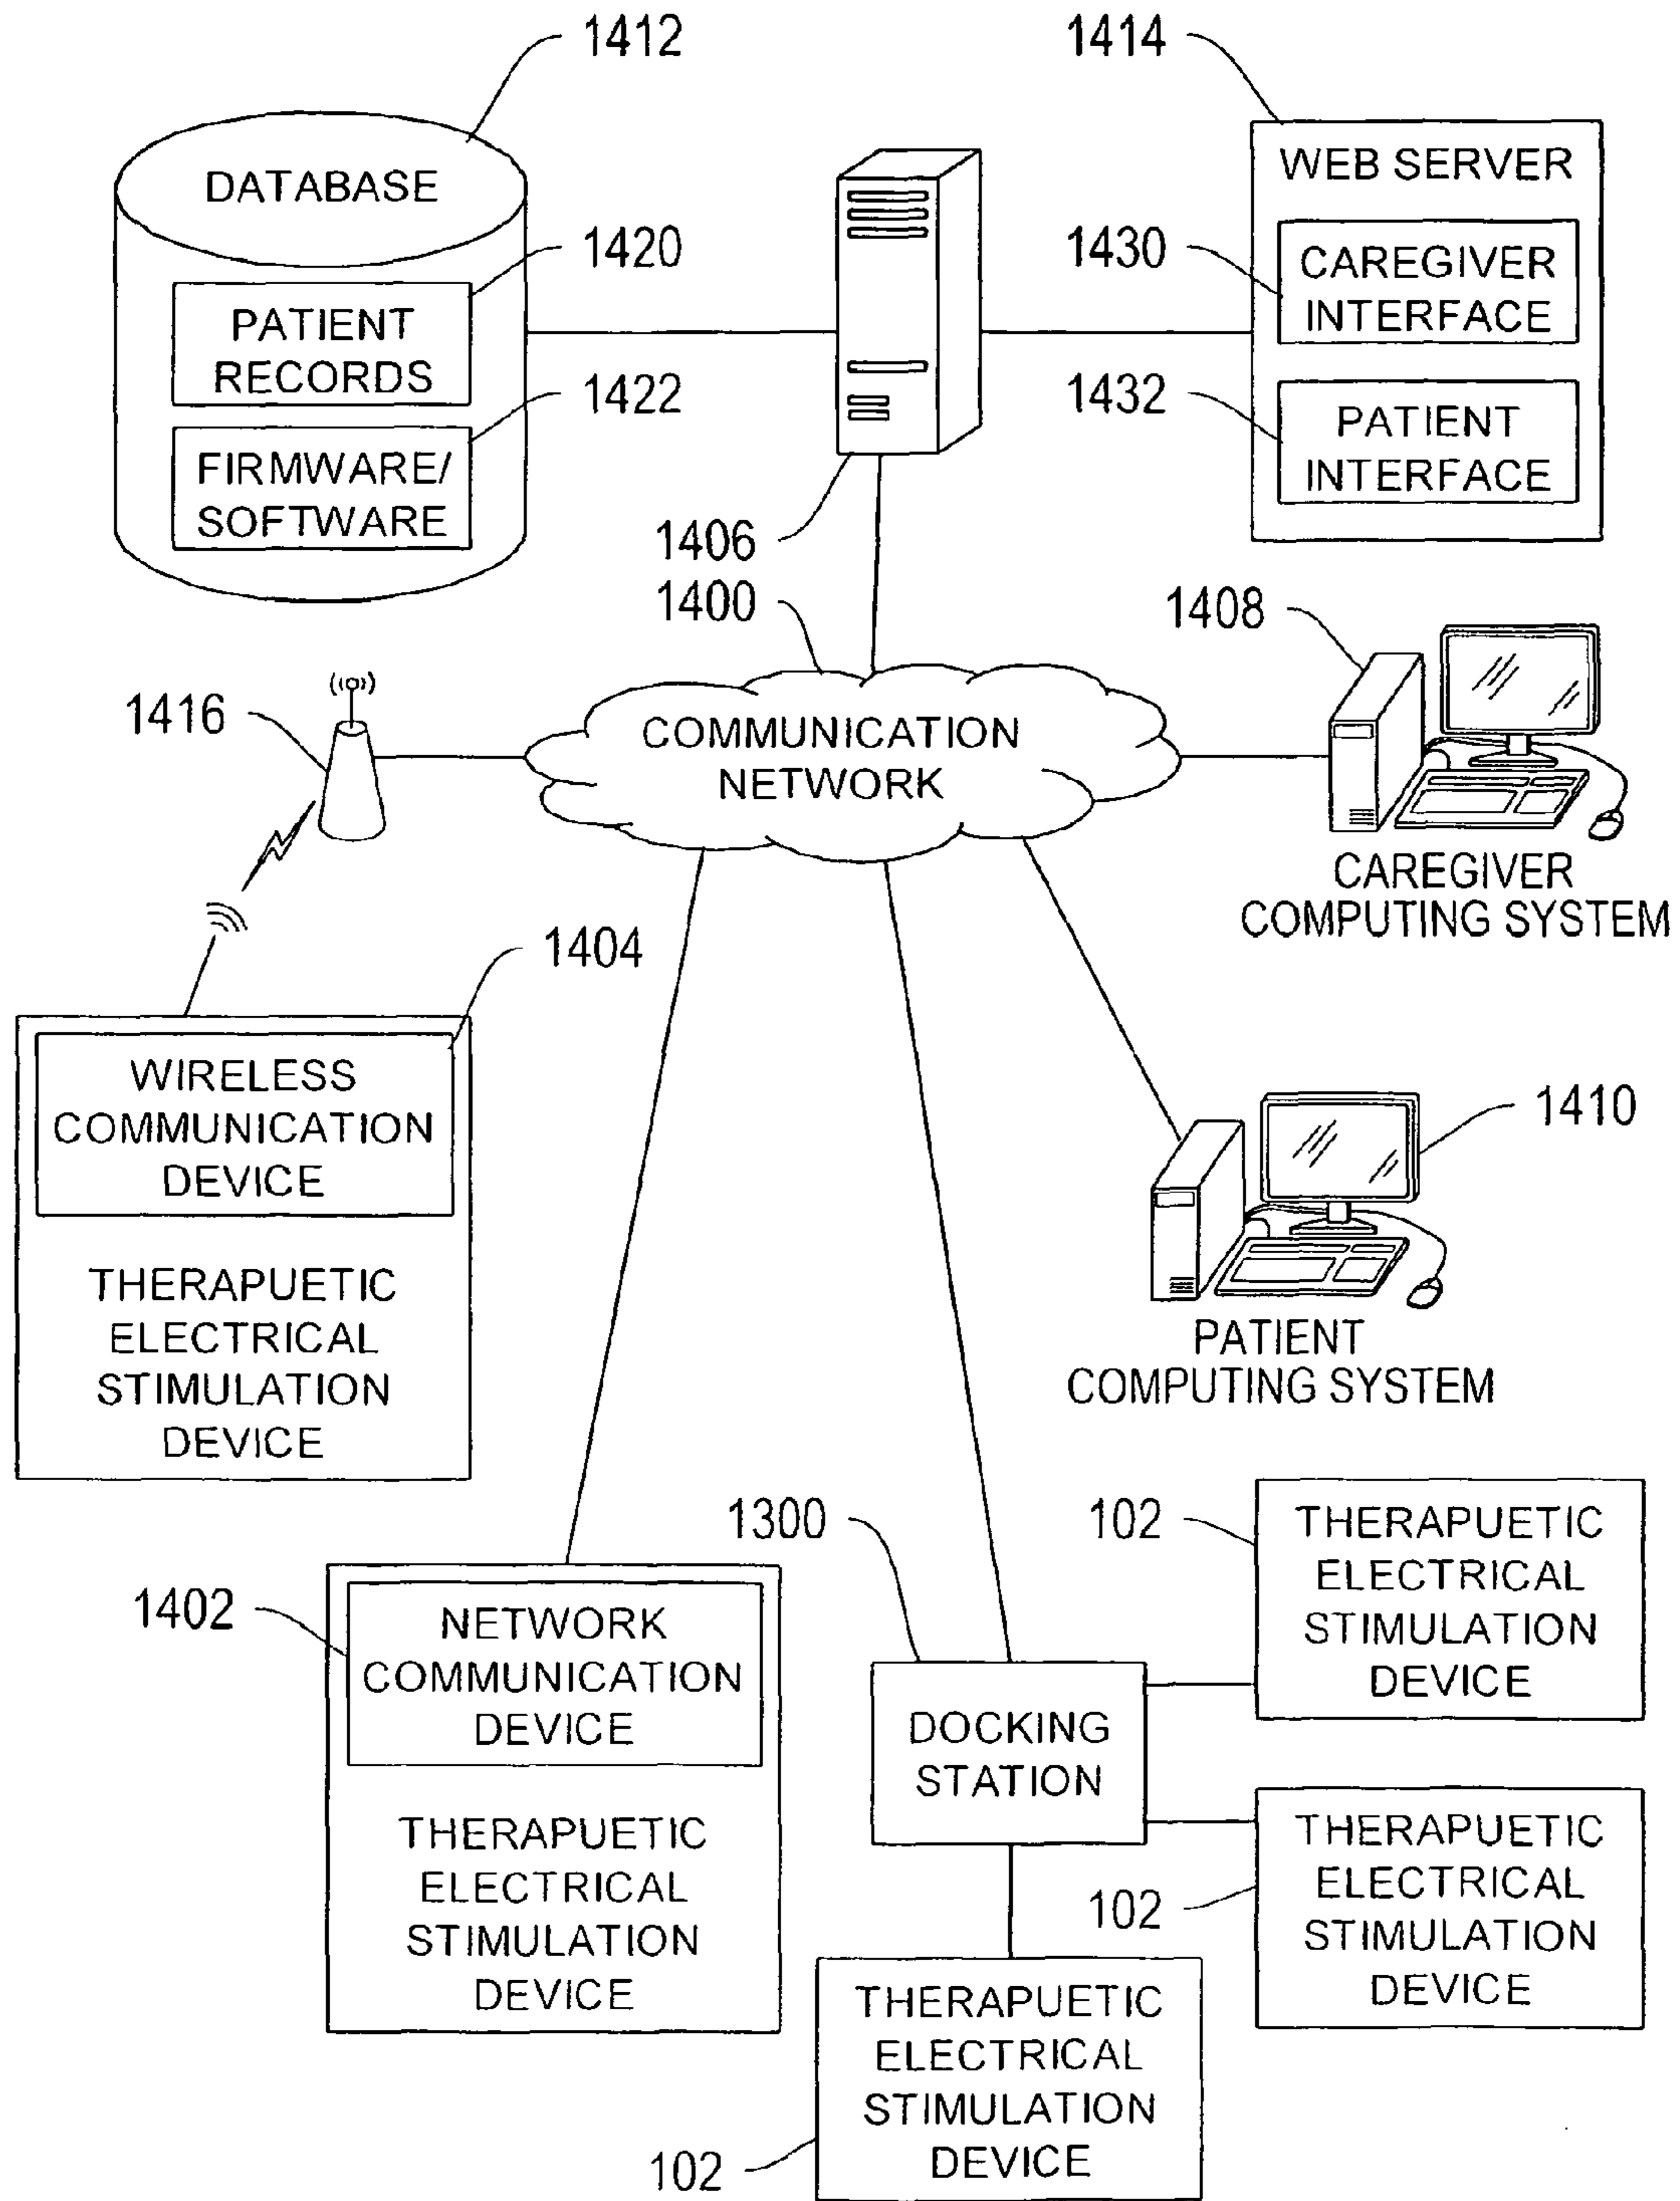 1412
1414
DATABASE
WEB SERVER
1420
PATIENT
RECORDS
1430
CAREGIVER
INTERFACE
1422
FIRMWARE/
SOFTWARE
1432
PATIENT
INTERFACE
1406
1400
COMMUNICATION
NETWORK
1408
CAREGIVER
COMPUTING SYSTEM
1416
1404
WIRELESS
COMMUNICATION
DEVICE
THERAPUETIC
ELECTRICAL
STIMULATION
DEVICE
1410
PATIENT
COMPUTING SYSTEM
1402
NETWORK
COMMUNICATION
DEVICE
THERAPUETIC
ELECTRICAL
STIMULATION
DEVICE
1300
DOCKING
STATION
102
THERAPUETIC
ELECTRICAL
STIMULATION
DEVICE
102
THERAPUETIC
ELECTRICAL
STIMULATION
DEVICE
102
THERAPUETIC
ELECTRICAL
STIMULATION
DEVICE